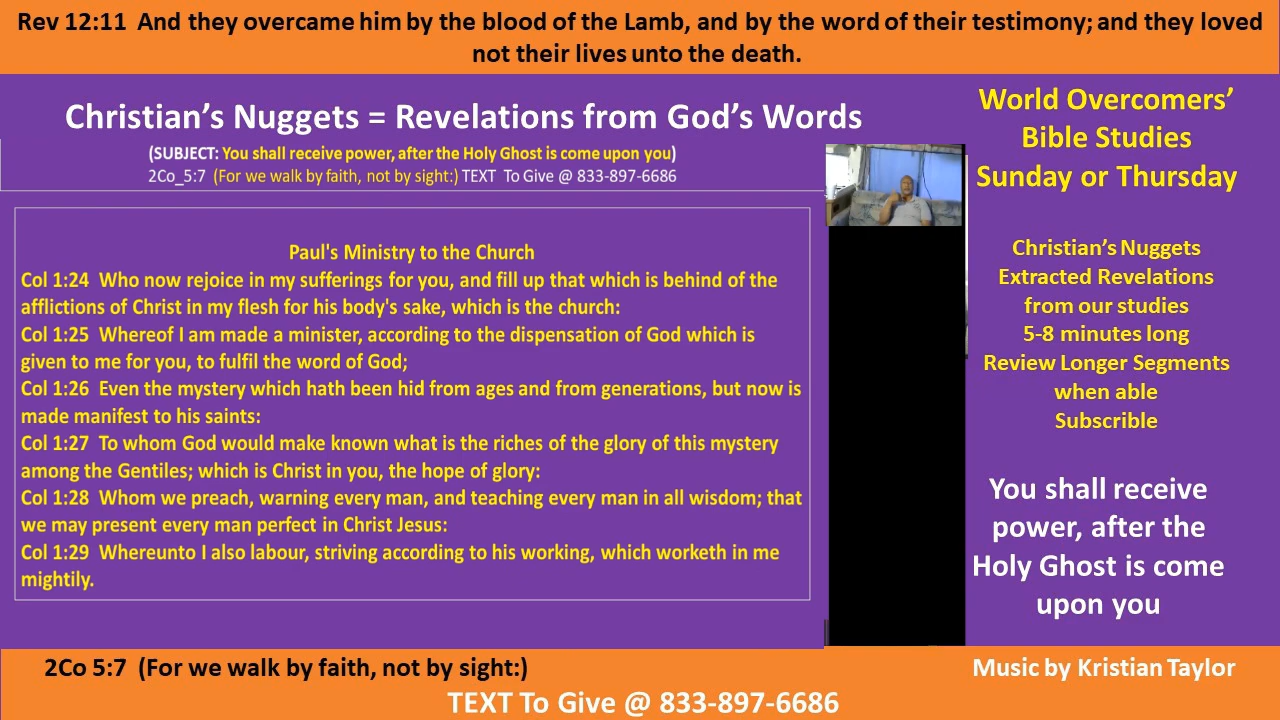 Rev 12:11  And they overcame him by the blood of the Lamb, and by the word of their testimony; and they loved
not their lives unto the death.
Christian's Nuggets = Revelations from God's Words
(SUBJECT: You shall receive power, after the Holy Ghost is come upon you)
2Co_5:7  (For we walk by faith, not by sight:) TEXT  To Give @ 833-897-6686
Paul's Ministry to the Church
Col 1:24  Who now rejoice in my sufferings for you, and fill up that which is behind of the
afflictions of Christ in my flesh for his body's sake, which is the church:
Col 1:25  Whereof I am made a minister, according to the dispensation of God which is
given to me for you, to fulfil the word of God;
Col 1:26  Even the mystery which hath been hid from ages and from generations, but now is
made manifest to his saints:
Col 1:27  To whom God would make known what is the riches of the glory of this mystery
among the Gentiles; which is Christ in you, the hope of glory:
Col 1:28  Whom we preach, warning every man, and teaching every man in all wisdom; that
we may present every man perfect in Christ Jesus:
Col 1:29  Whereunto I also labour, striving according to his working, which worketh in me
mightily.
World Overcomers'
Bible Studies
Sunday or Thursday
Christian's Nuggets
Extracted Revelations
from our studies
5-8 minutes long
Review Longer Segments
when able
Subscrible
You shall receive
power, after the
Holy Ghost is come
upon you
2Co 5:7  (For we walk by faith, not by sight:)
Music by Kristian Taylor
TEXT To Give @ 833-897-6686